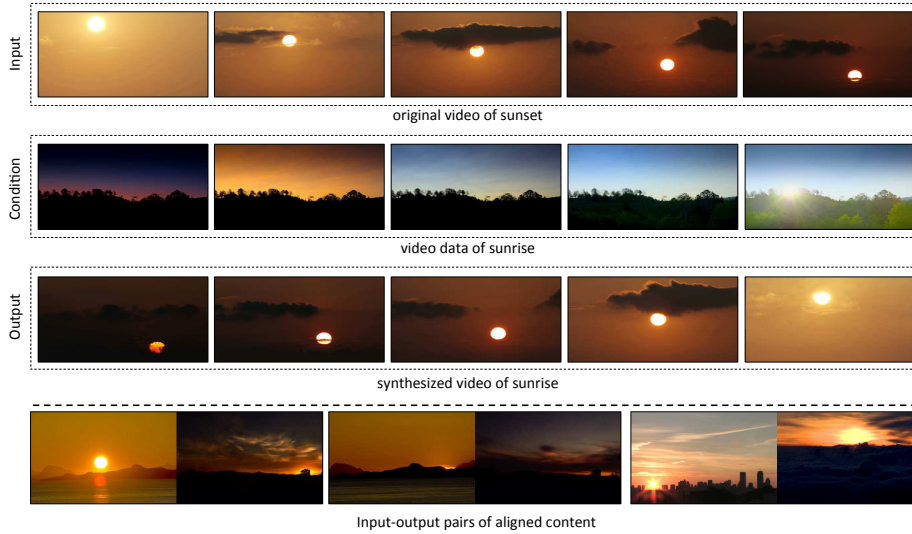 Input
original video of sunset
Condition
video data of sunrise
Output
synthesized video of sunrise
Input-output pairs of aligned content